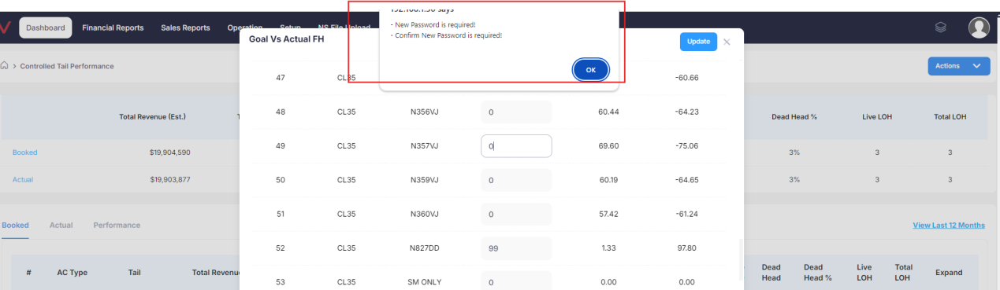 192.168.1.30 says
- New Password is required!
- Confirm New Password is required!
OK
Dashboard Financial Reports Sales Reports Operation Setup NS File Upload
Goal Vs Actual FH Update
> Controlled Tail Performance Actions
47 CL35 -60.66
48 CL35 N356VJ 0 60.44 -64.23
49 CL35 N357VJ 0 69.60 -75.06
50 CL35 N359VJ 0 60.19 -64.65
51 CL35 N360VJ 0 57.42 -61.24
52 CL35 N827DD 99 1.33 97.80
53 CL35 SM ONLY 0 0.00 0.00
Total Revenue (Est.) Dead Head % Live LOH Total LOH
Booked $19,904,590 3% 3 3
Actual $19,903,877 3% 3 3
Booked Actual Performance View Last 12 Months
# AC Type Tail Total Revenue Dead Head Dead Head % Live LOH Total LOH Expand